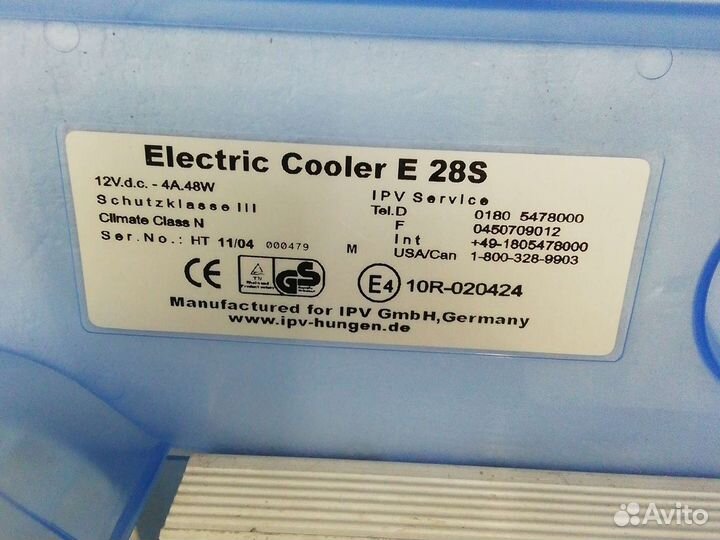 Electric Cooler E 28S
12V.d.c. - 4A.48W
Schutzklasse III
Climate Class N
Ser.No.: HT 11/04 000479 M
IPV Service
Tel.D 0180 5478000
F 0450709012
Int +49-1805478000
USA/Can 1-800-328-9903
CE
GS
E4 10R-020424
Manufactured for IPV GmbH,Germany
www.ipv-hungen.de
Avito